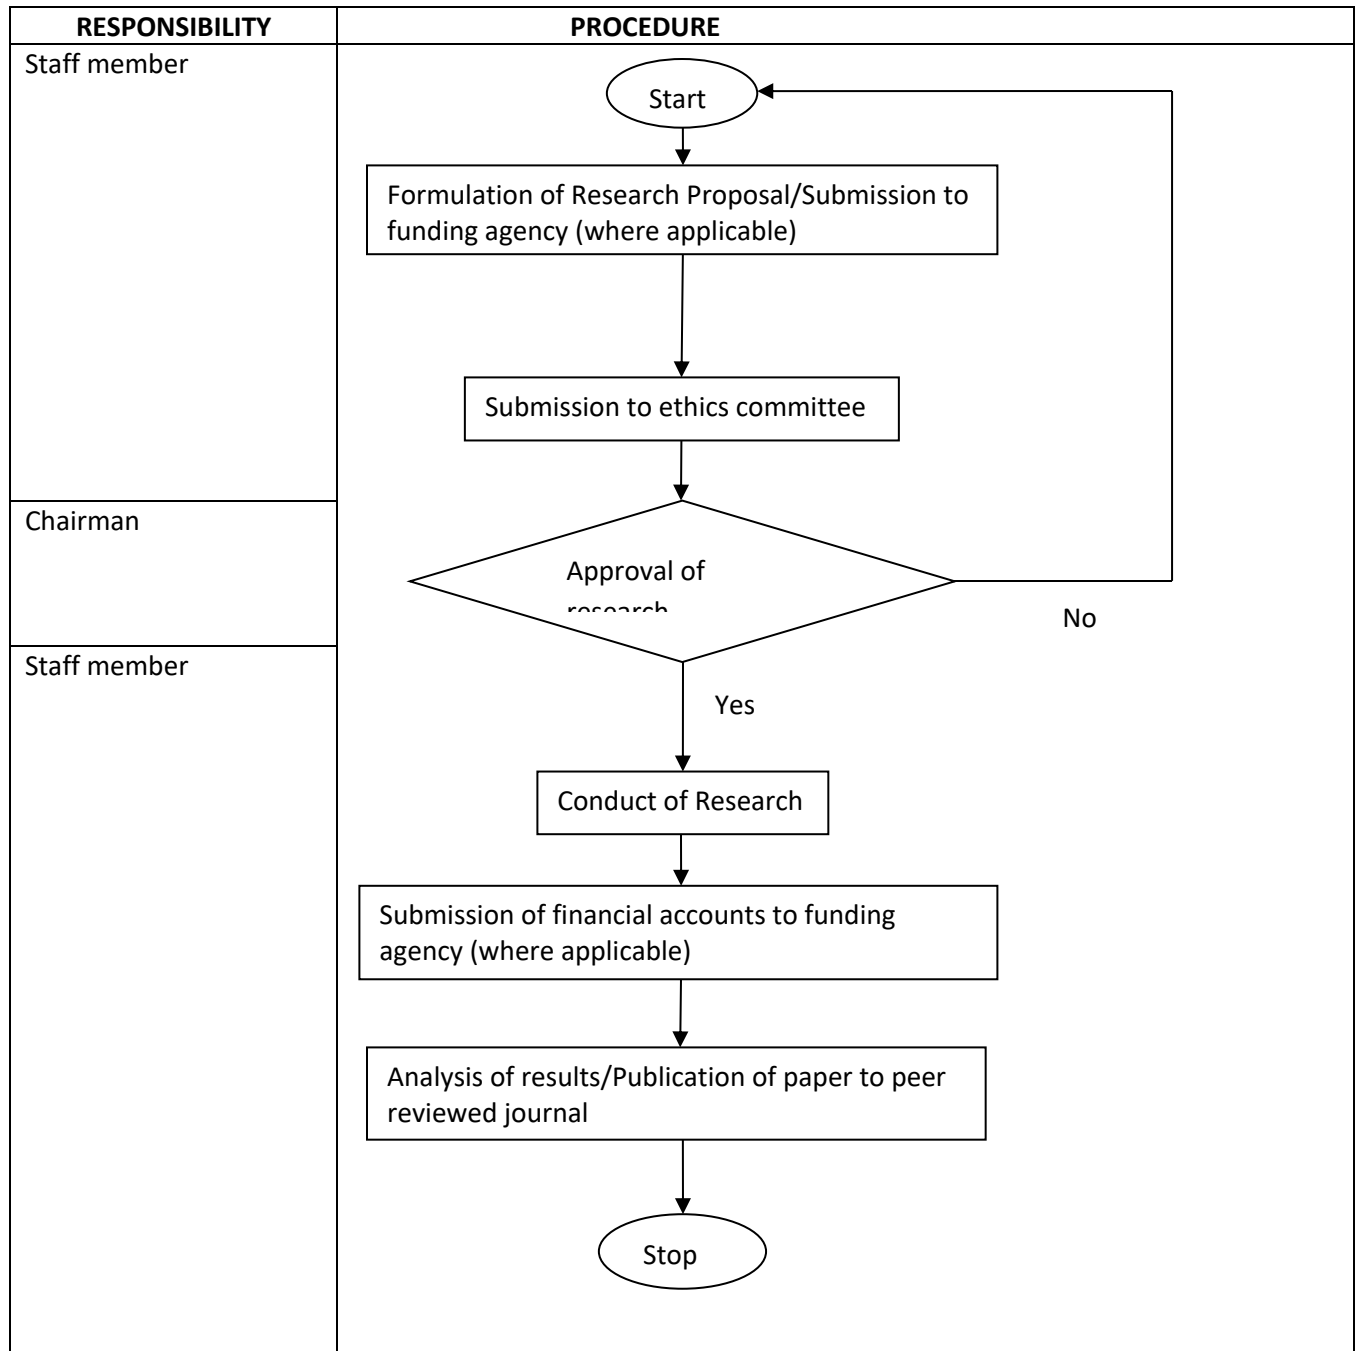 RESPONSIBILITY
PROCEDURE
Staff member
Start
Formulation of Research Proposal/Submission to
funding agency (where applicable)
Submission to ethics committee
Chairman
Approval of
research
No
Staff member
Yes
Conduct of Research
Submission of financial accounts to funding
agency (where applicable)
Analysis of results/Publication of paper to peer
reviewed journal
Stop